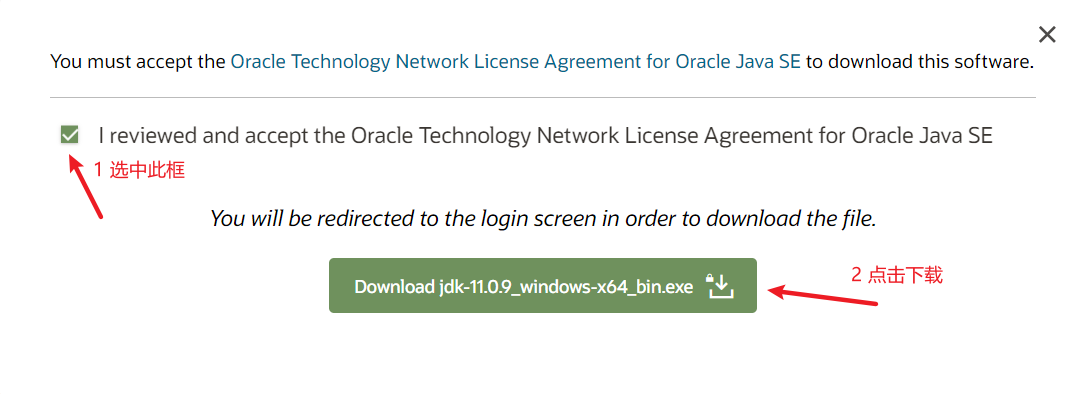 You must accept the Oracle Technology Network License Agreement for Oracle Java SE to download this software.
I reviewed and accept the Oracle Technology Network License Agreement for Oracle Java SE
1 选中此框
You will be redirected to the login screen in order to download the file.
2 点击下载
Download jdk-11.0.9_windows-x64_bin.exe